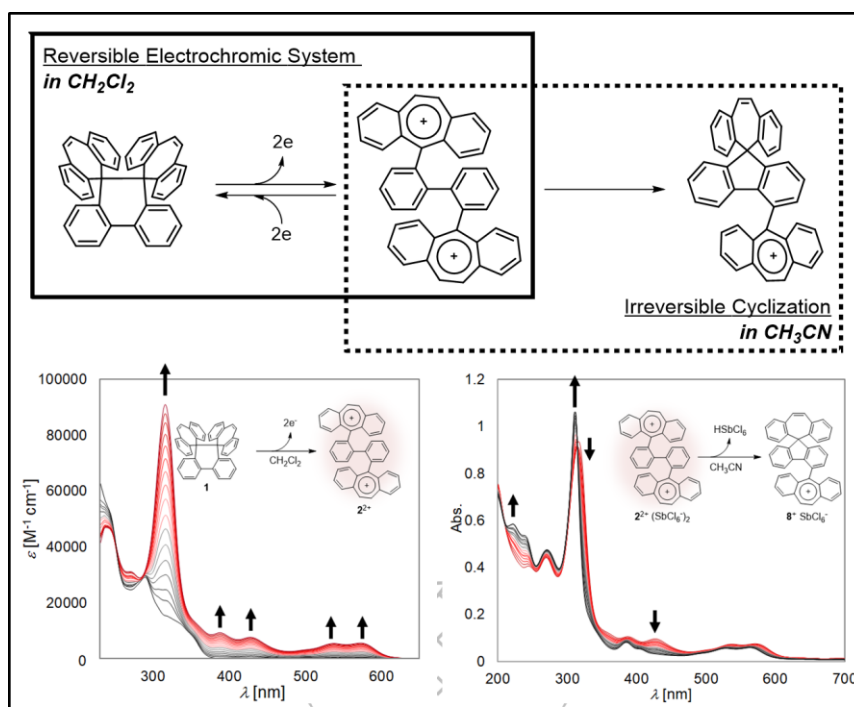 Reversible Electrochromic System
in CH₂Cl₂
2e
2e
+
+
+
Irreversible Cyclization
in CH₃CN
100000
80000
60000
40000
20000
0
ε [M⁻¹ cm⁻¹]
300
400
500
600
λ [nm]
1
2e⁻
CH₂Cl₂
+
+
2²⁺
1.2
1
0.8
0.6
0.4
0.2
0
Abs.
200
300
400
500
600
700
λ [nm]
+
+
2²⁺ (SbCl₆⁻)₂
HSbCl₆
CH₃CN
+
8⁺ SbCl₆⁻